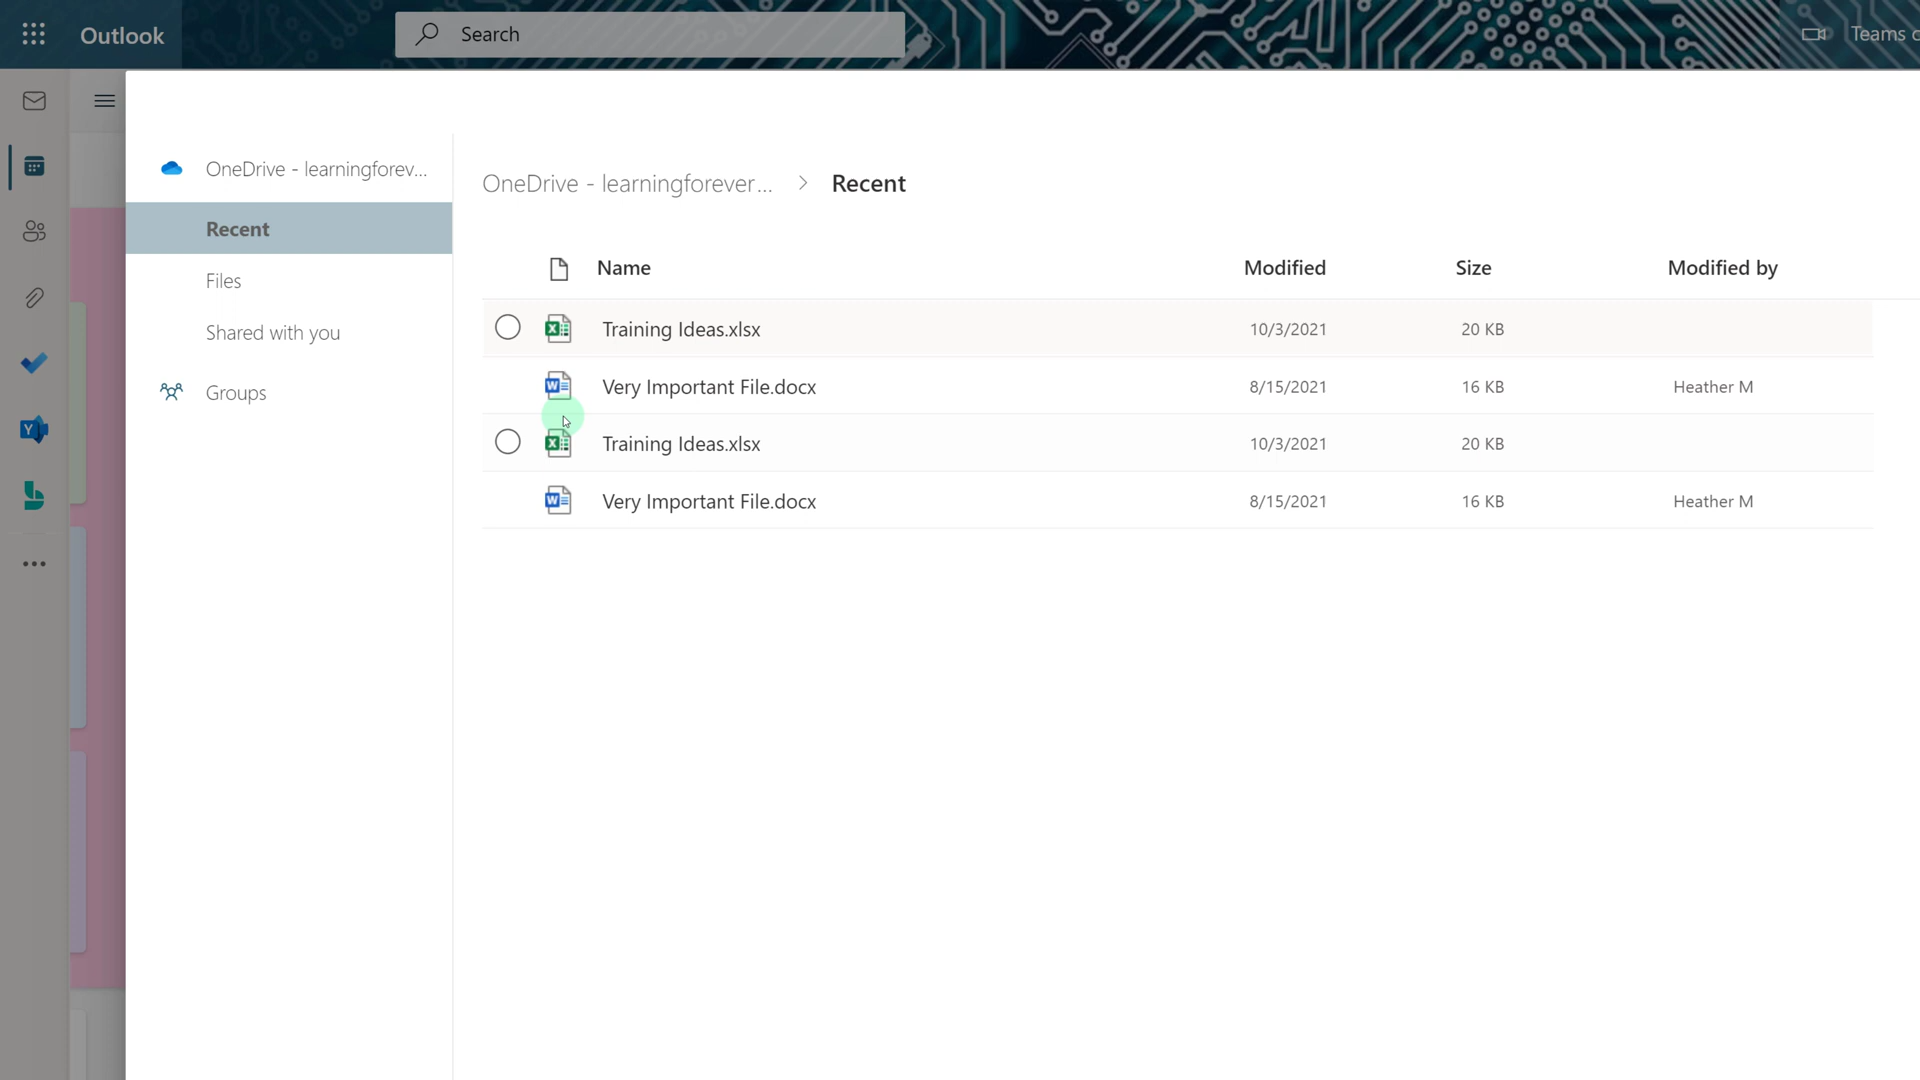 Outlook
Search
Teams c
OneDrive - learningforev...
Recent
Files
Shared with you
Groups
OneDrive - learningforever... > Recent
Name Modified Size Modified by
Training Ideas.xlsx 10/3/2021 20 KB
Very Important File.docx 8/15/2021 16 KB Heather M
Training Ideas.xlsx 10/3/2021 20 KB
Very Important File.docx 8/15/2021 16 KB Heather M